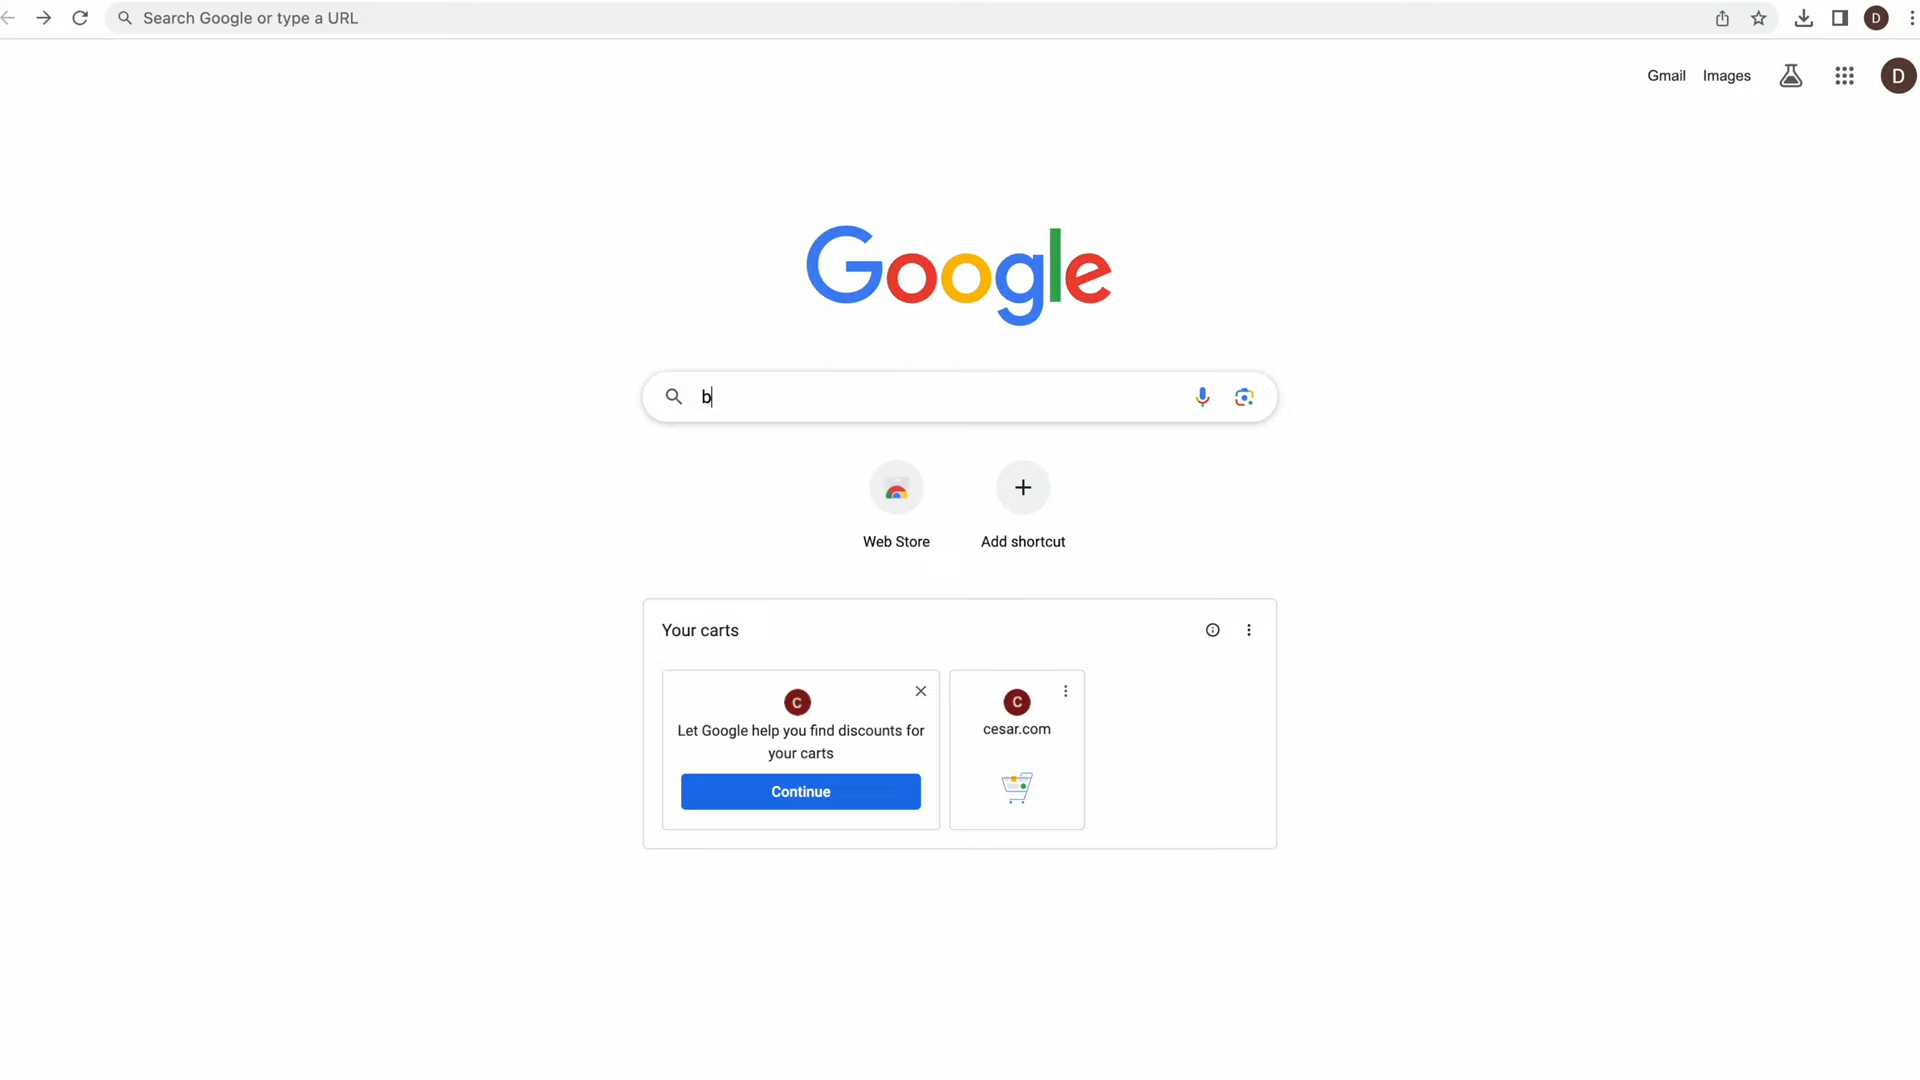 Search Google or type a URL
D
Gmail Images
D
Google
b
Web Store
Add shortcut
Your carts
C
Let Google help you find discounts for
your carts
Continue
C
cesar.com